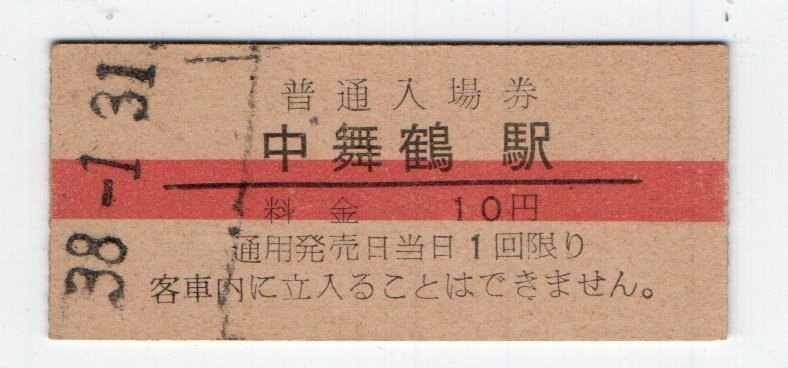 普通入場券
中舞鶴駅
料金 10円
通用発売日当日1回限り
客車内に立入ることはできません。
38-1.31